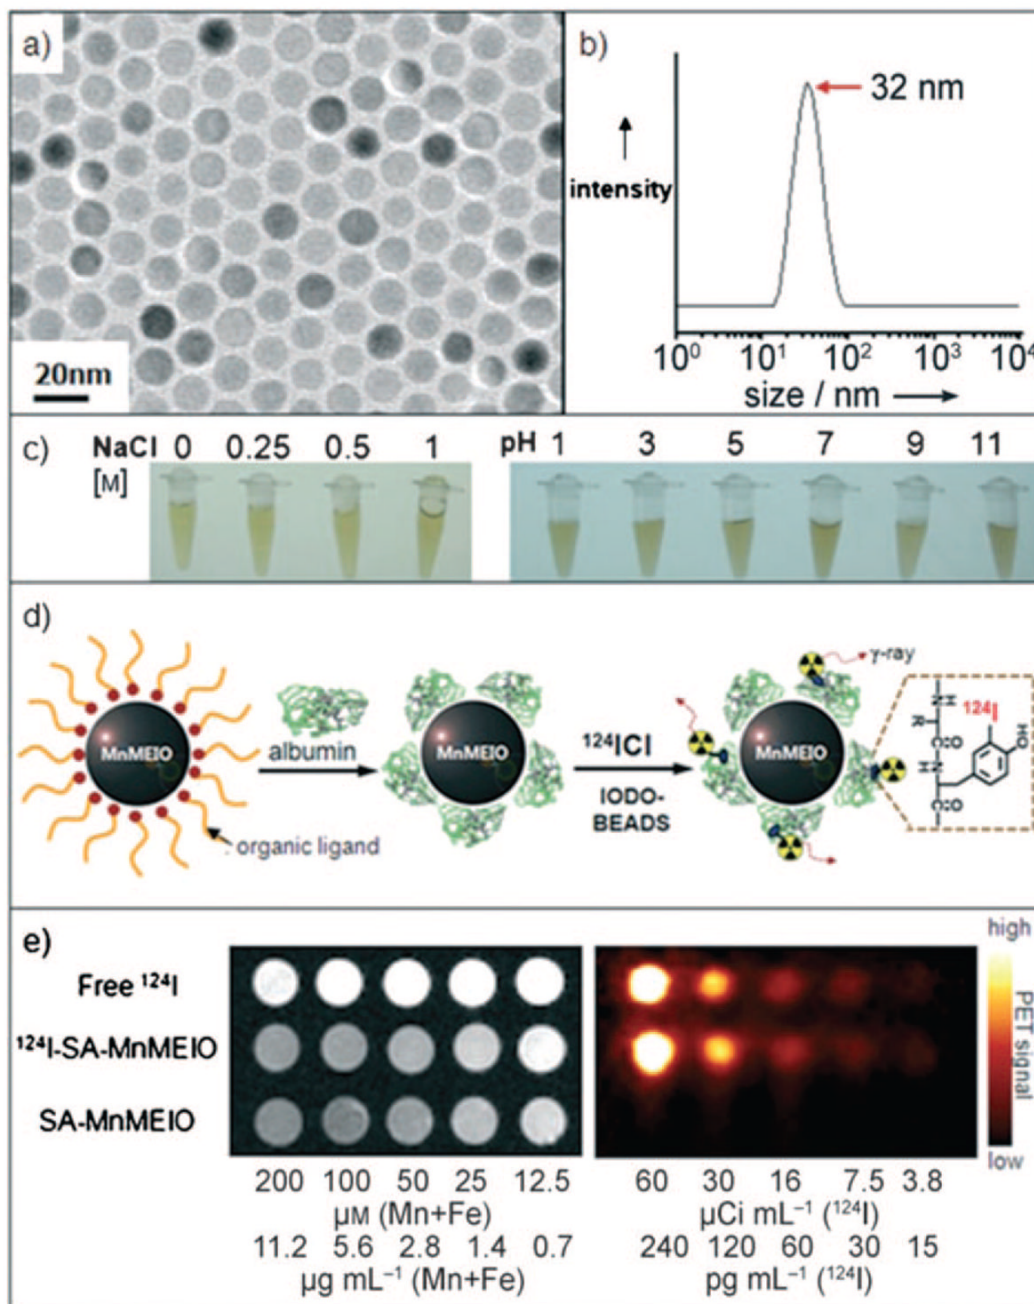 a)
20nm
b)
32 nm
intensity
10⁰ 10¹ 10² 10³ 10⁴
size / nm
c)
NaCl 0 0.25 0.5 1
[M]
pH 1 3 5 7 9 11
d)
MnMEIO
organic ligand
albumin
MnMEIO
¹²⁴ICl
IODO-
BEADS
MnMEIO
γ-ray
¹²⁴I
HO
N
H
R
C=O
N
H
C=O
e)
Free ¹²⁴I
¹²⁴I-SA-MnMEIO
SA-MnMEIO
200 100 50 25 12.5
µM (Mn+Fe)
11.2 5.6 2.8 1.4 0.7
µg mL⁻¹ (Mn+Fe)
high
PET signal
low
60 30 16 7.5 3.8
µCi mL⁻¹ (¹²⁴I)
240 120 60 30 15
pg mL⁻¹ (¹²⁴I)